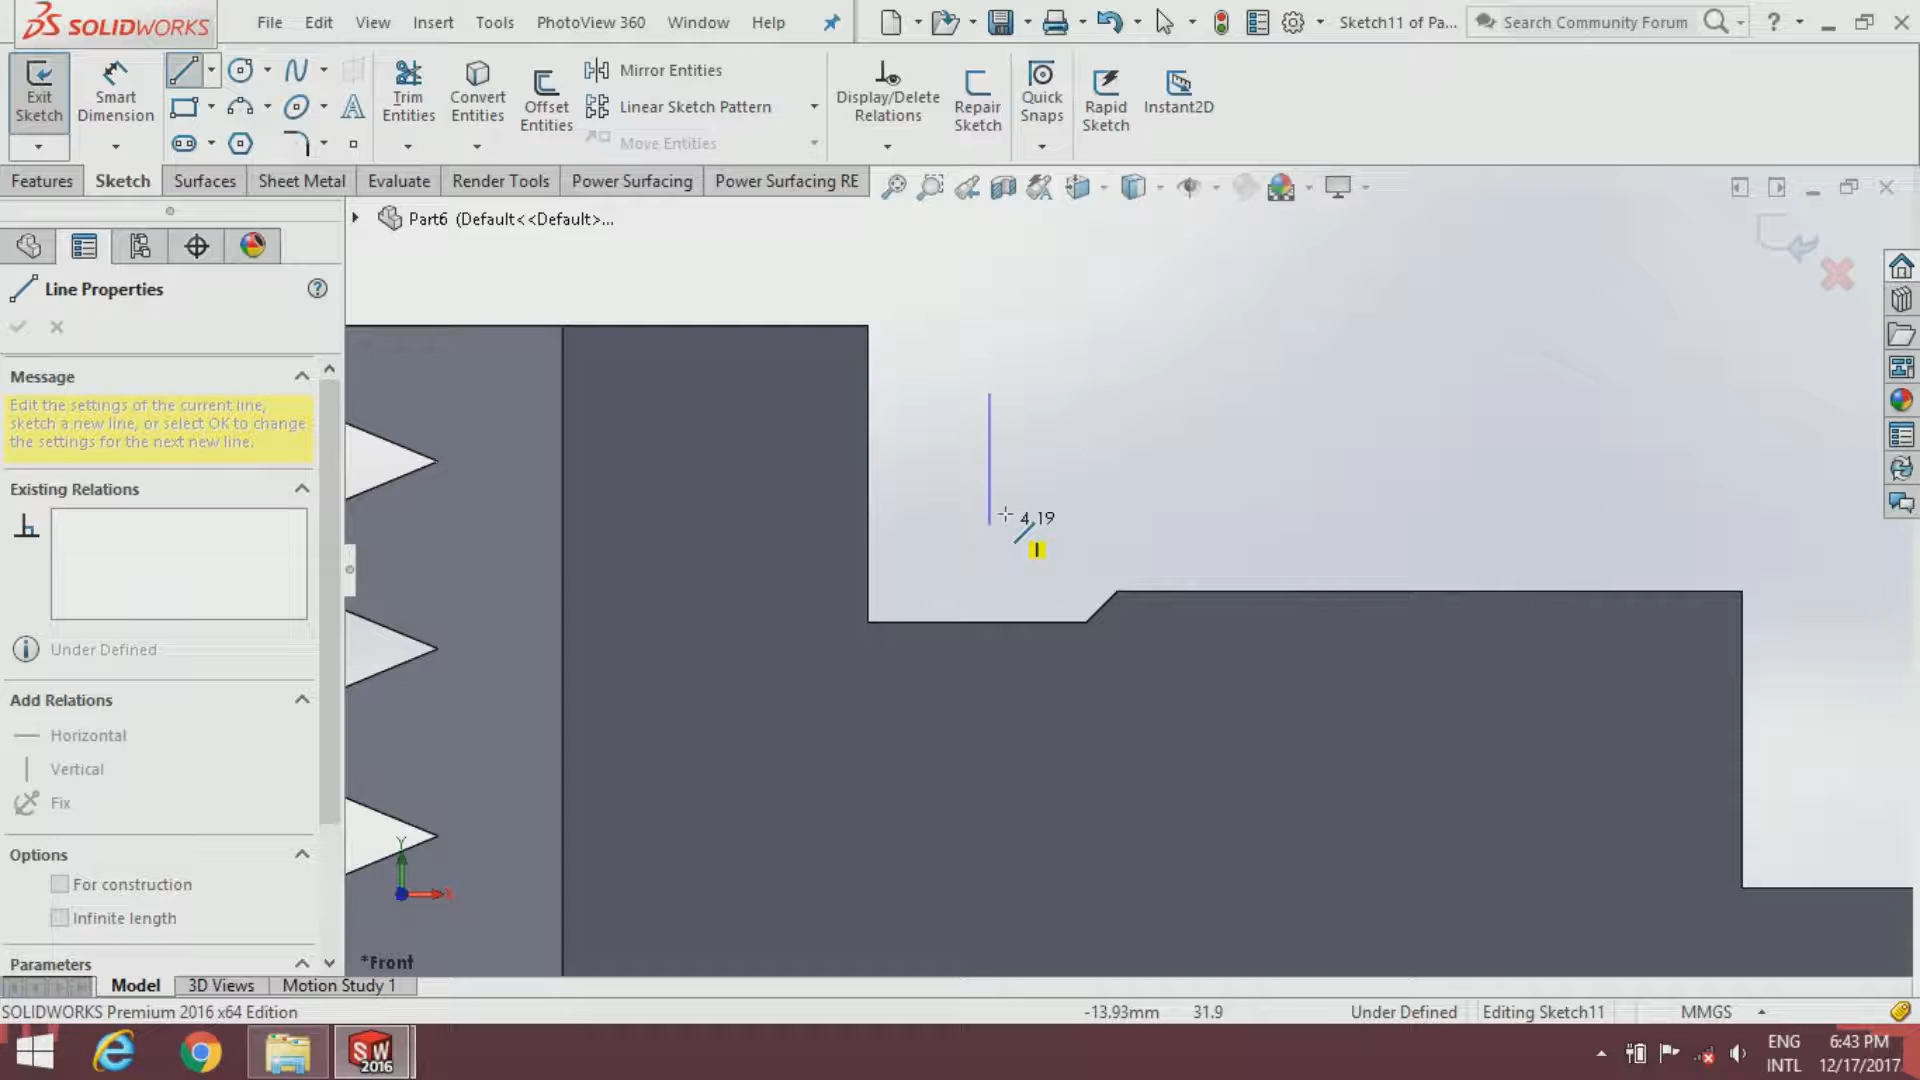 SOLIDWORKS
File Edit View Insert Tools PhotoView 360 Window Help
Sketch11 of Pa...
Search Community Forum
?
Exit Sketch
Smart Dimension
Trim Entities
Convert Entities
Offset Entities
Mirror Entities
Linear Sketch Pattern
Move Entities
Display/Delete Relations
Repair Sketch
Quick Snaps
Rapid Sketch
Instant2D
Features Sketch Surfaces Sheet Metal Evaluate Render Tools Power Surfacing Power Surfacing RE
Part6 (Default<<Default>...
Line Properties
Message
Edit the settings of the current line,
sketch a new line, or select OK to change
the settings for the next new line.
Existing Relations
Under Defined
Add Relations
Horizontal
Vertical
Fix
Options
For construction
Infinite length
Parameters
4.19
Y
X
*Front
Model 3D Views Motion Study 1
SOLIDWORKS Premium 2016 x64 Edition
-13.93mm 31.9 Under Defined Editing Sketch11 MMGS
SW 2016
ENG 6:43 PM
INTL 12/17/2017